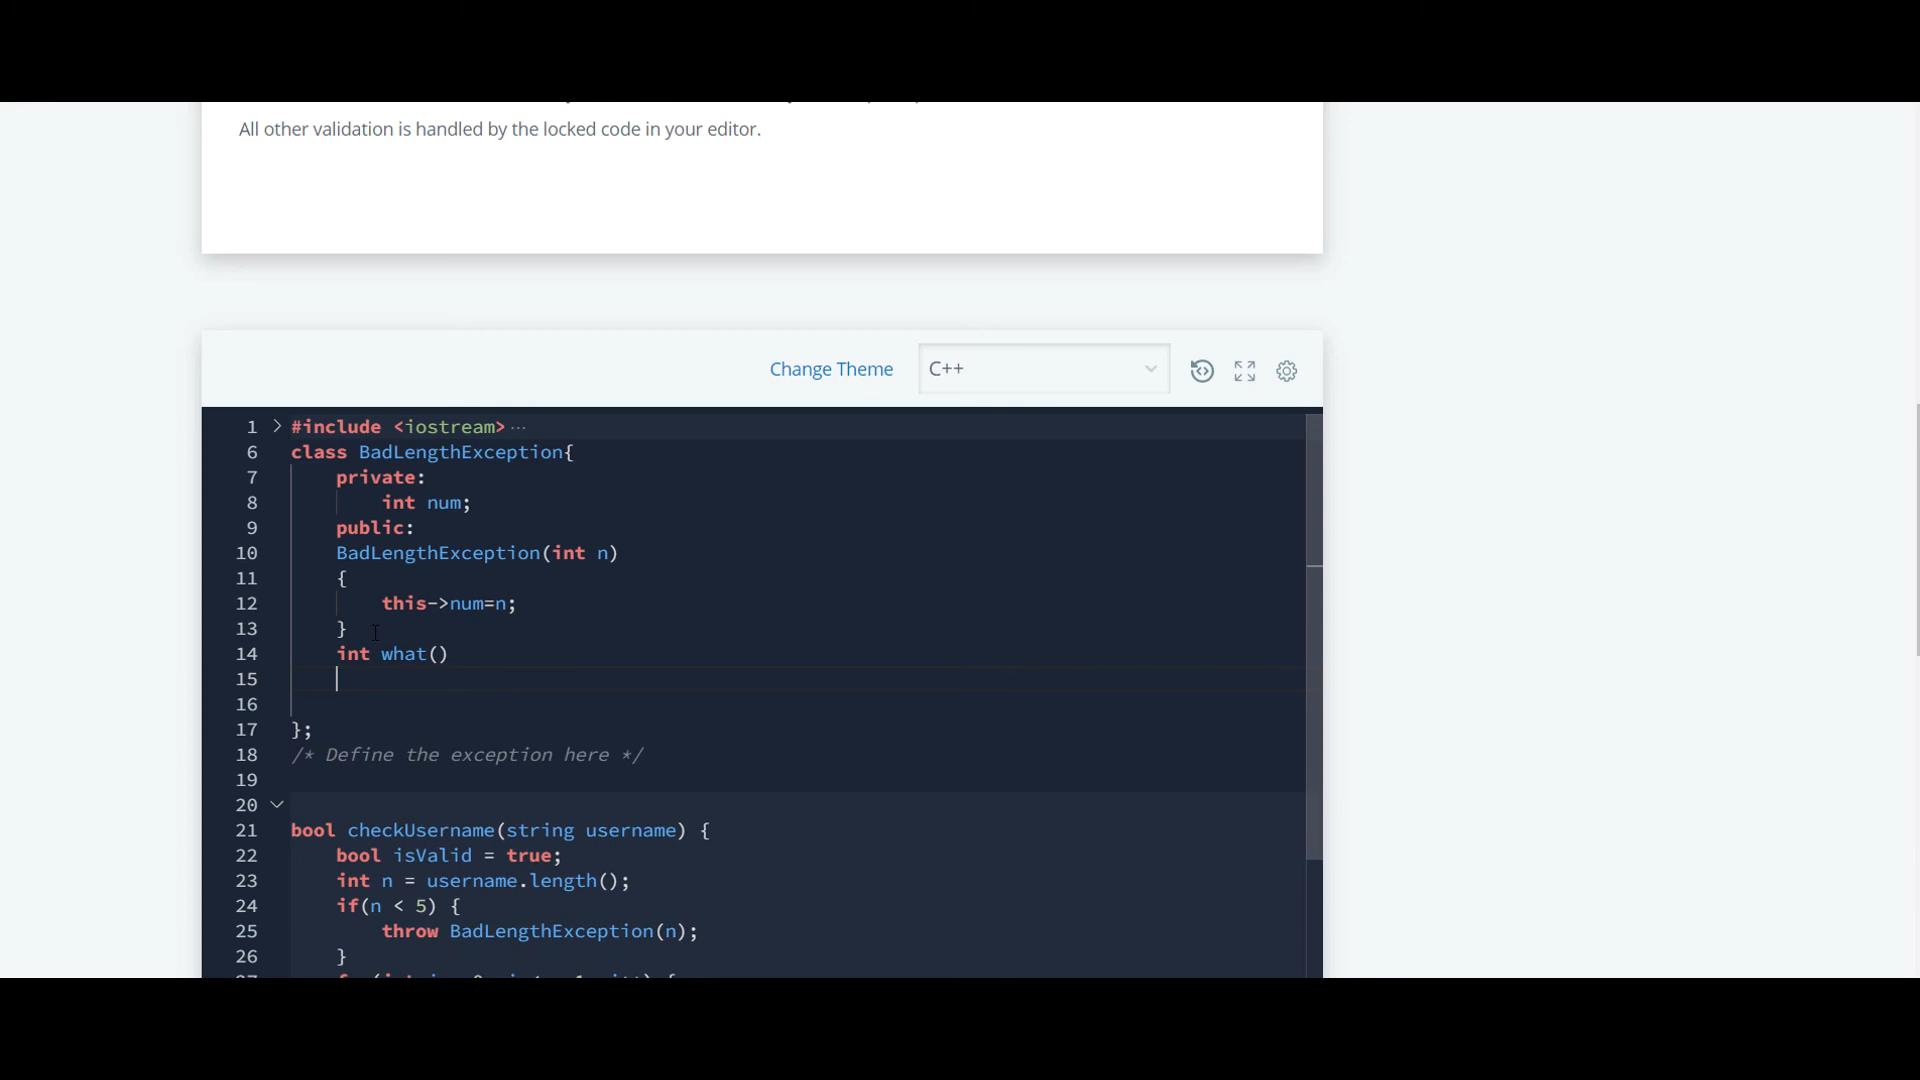 All other validation is handled by the locked code in your editor.
Change Theme
C++
1 #include <iostream> ...
6 class BadLengthException{
7 private:
8 int num;
9 public:
10 BadLengthException(int n)
11 {
12 this->num=n;
13 }
14 int what()
15
16
17 };
18 /* Define the exception here */
19
20
21 bool checkUsername(string username) {
22 bool isValid = true;
23 int n = username.length();
24 if(n < 5) {
25 throw BadLengthException(n);
26 }